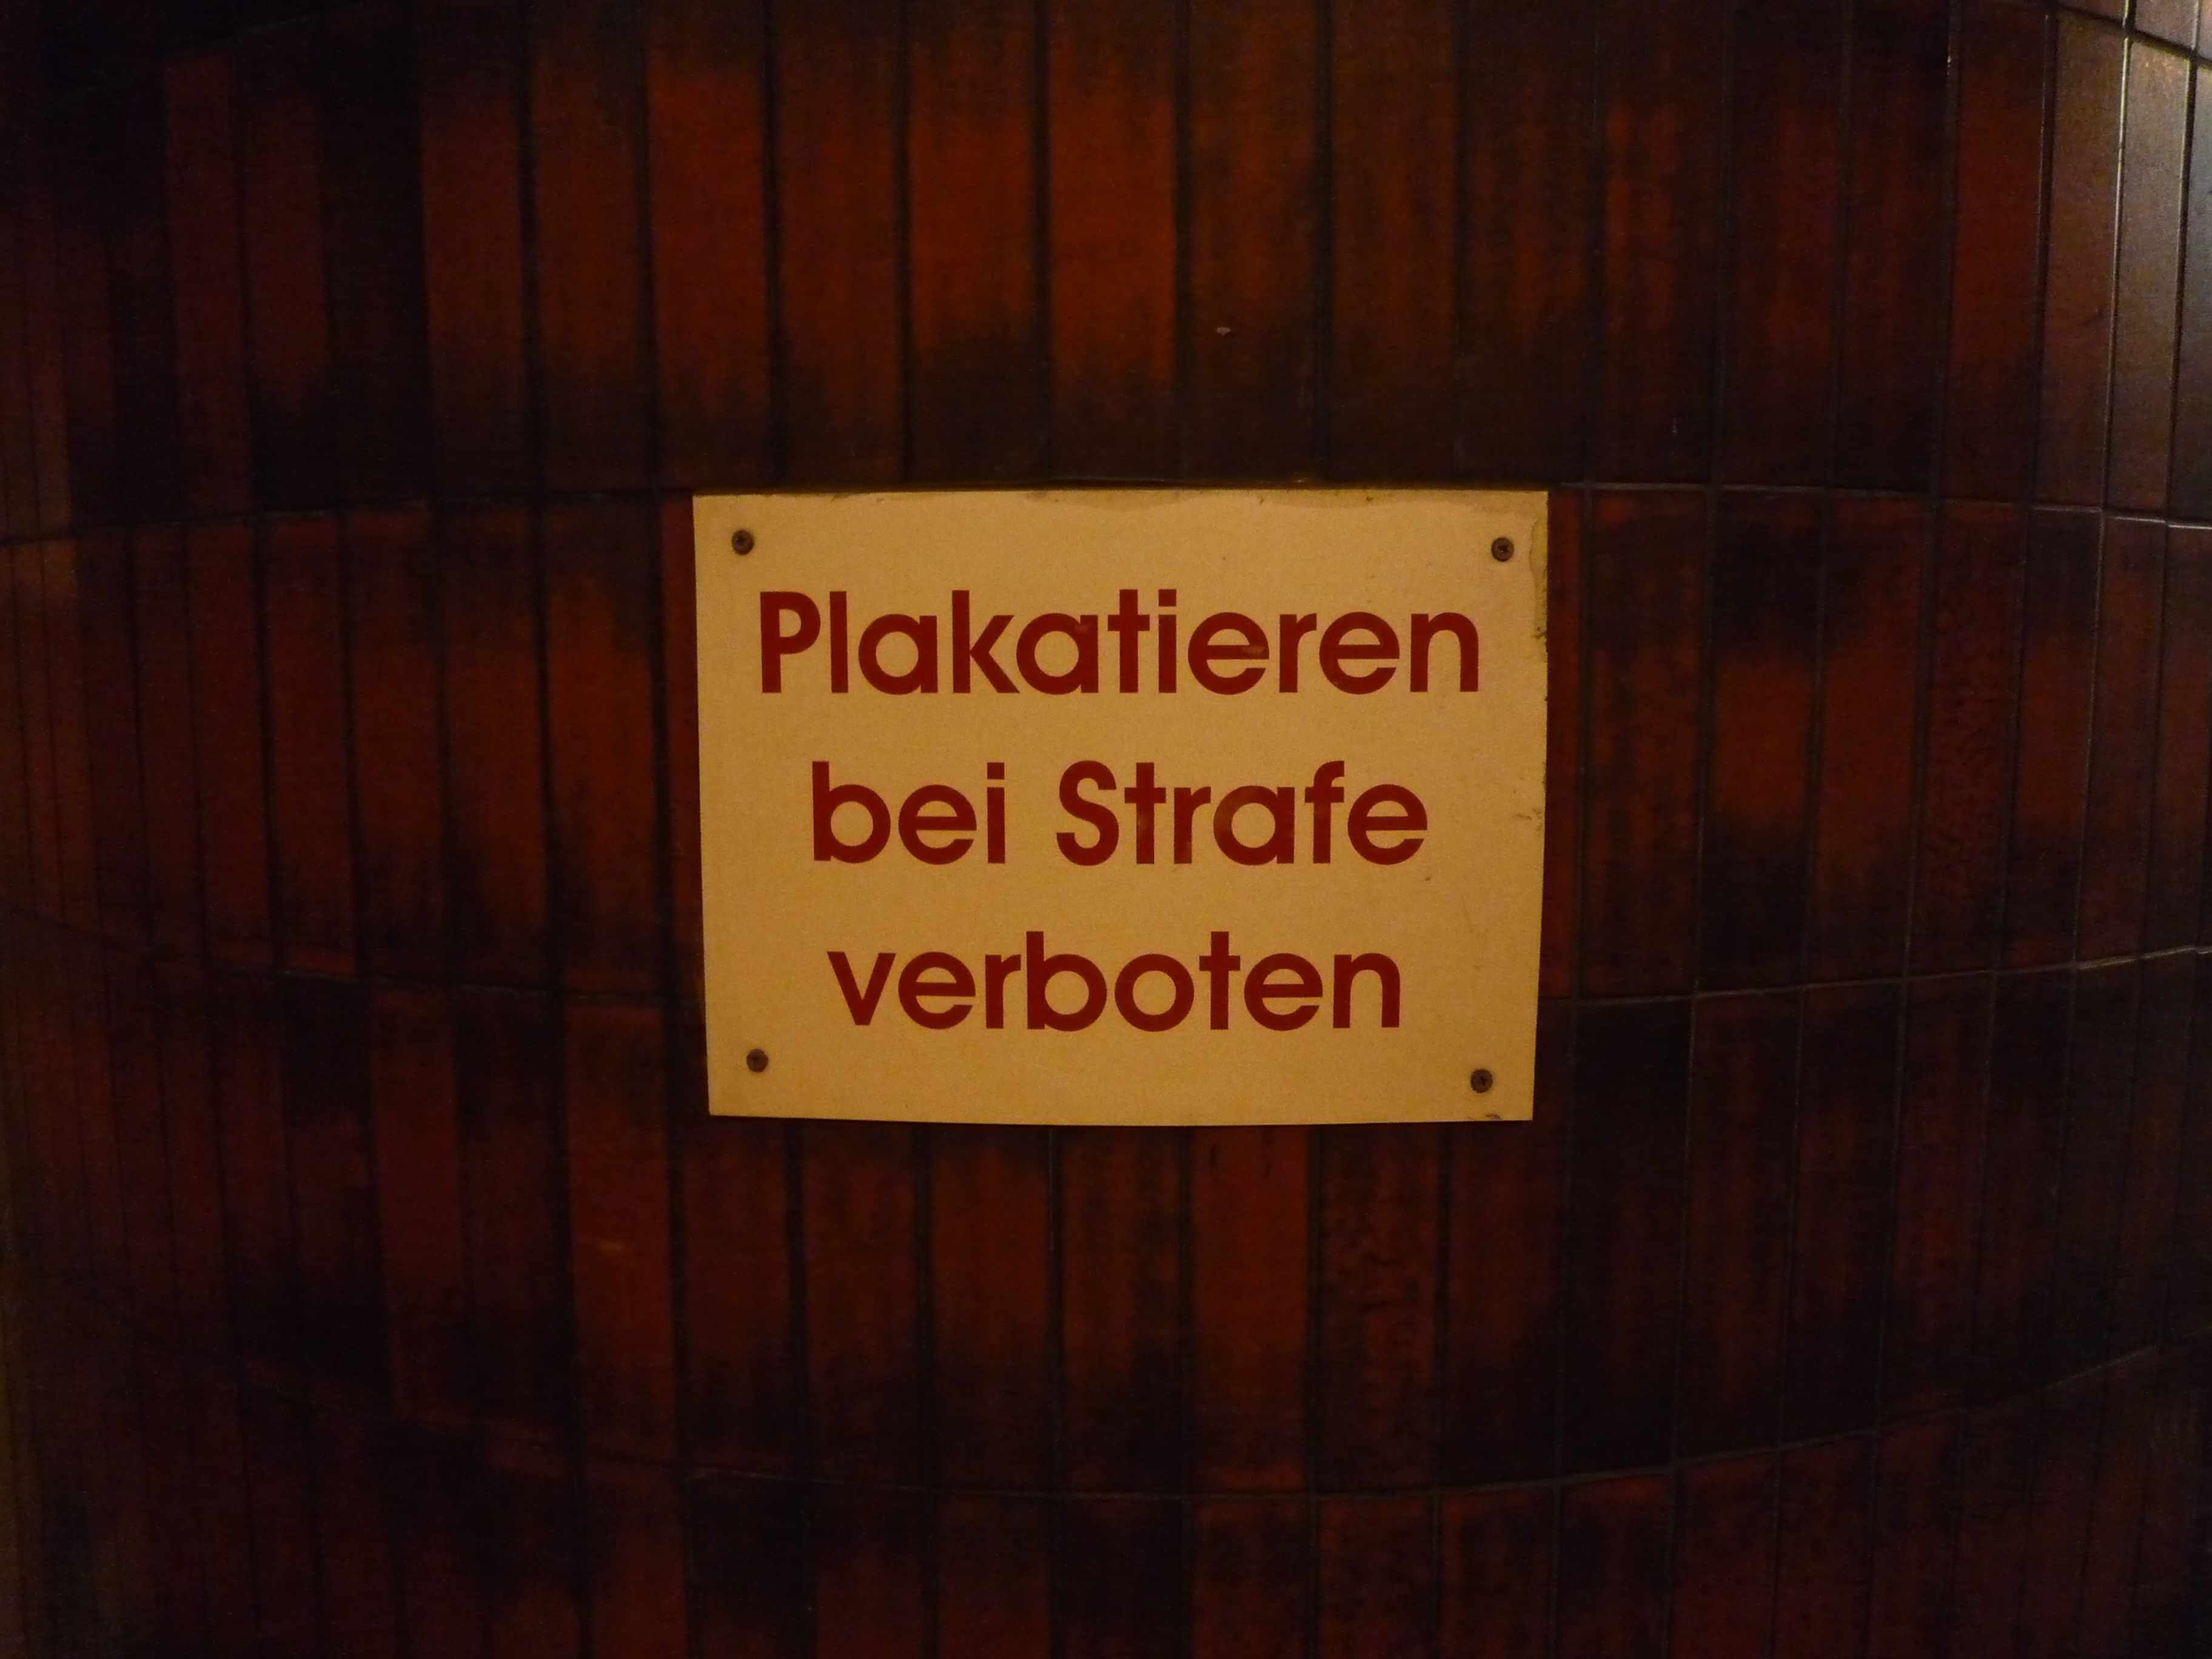 Plakatieren
bei Strafe
verboten